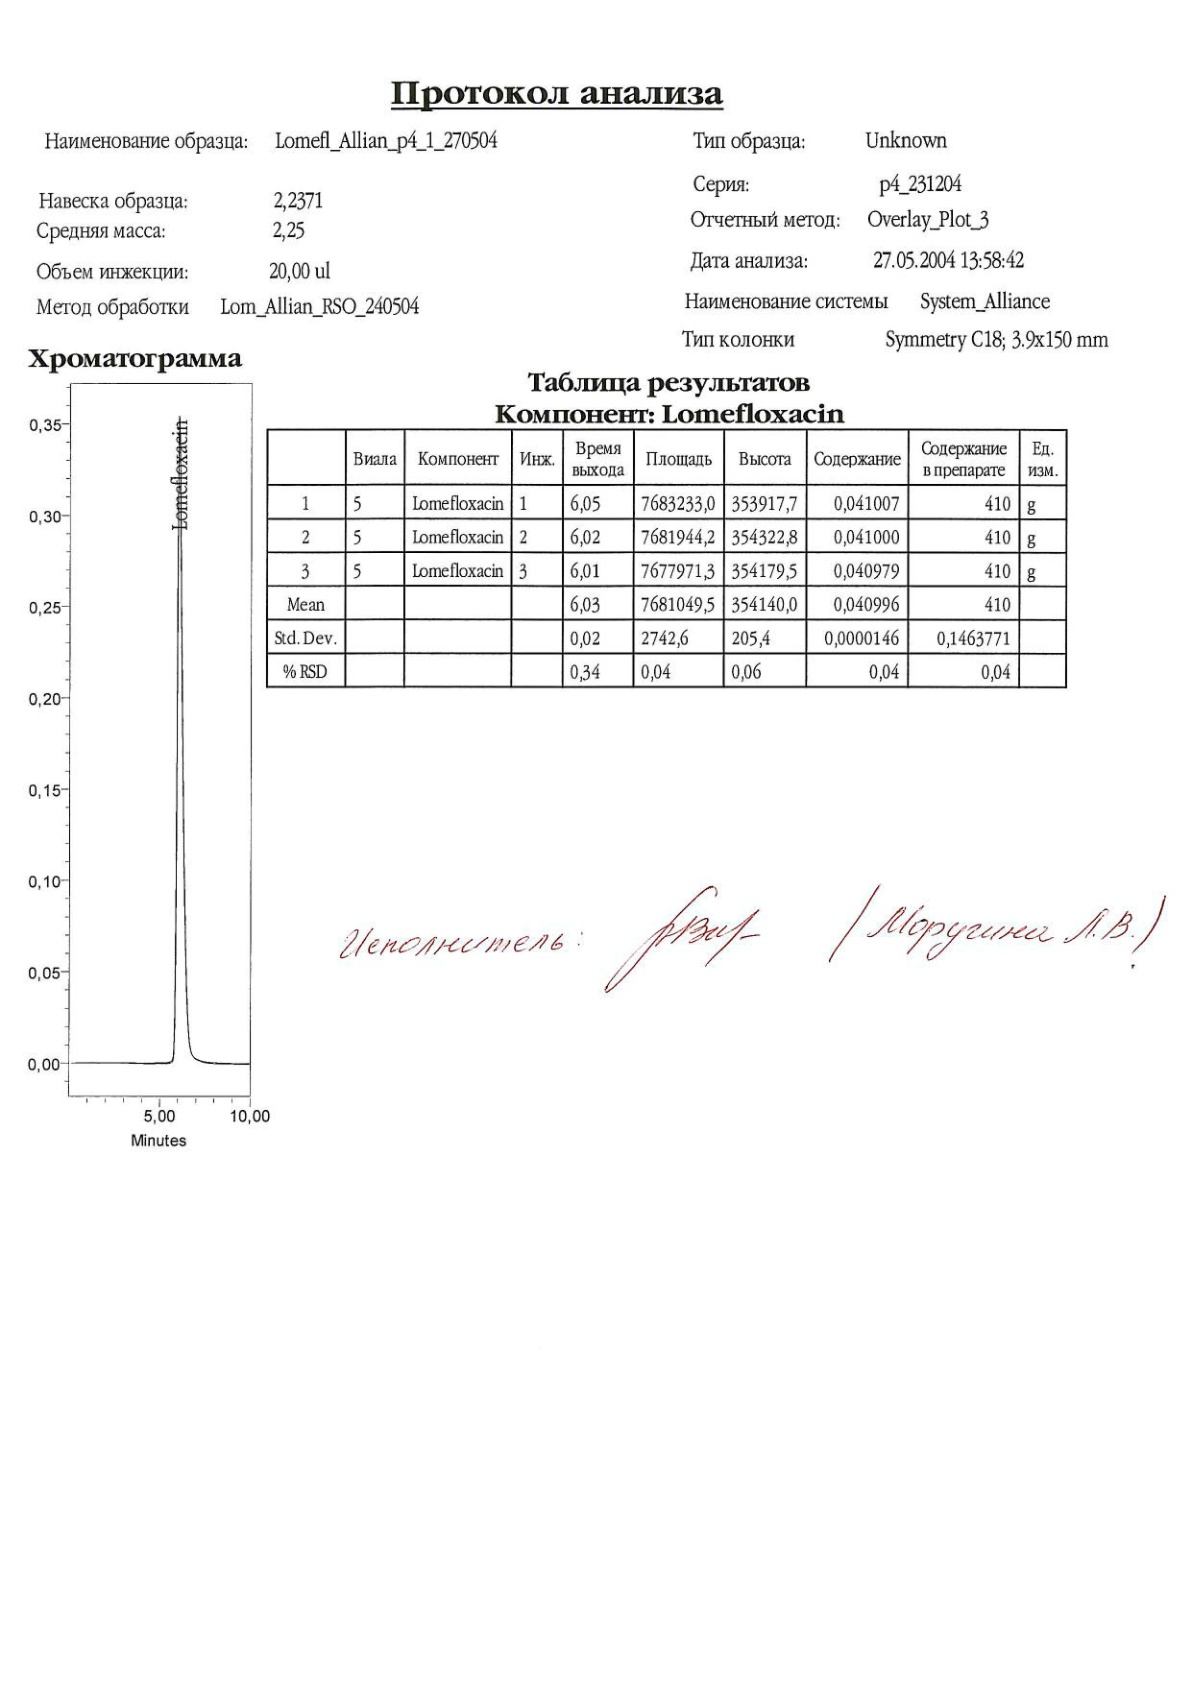 Протокол анализа
Наименование образца: Lomefl_Allian_p4_1_270504
Тип образца: Unknown
Серия: p4_231204
Навеска образца: 2,2371
Отчетный метод: Overlay_Plot_3
Средняя масса: 2,25
Дата анализа: 27.05.2004 13:58:42
Объем инжекции: 20,00 ul
Наименование системы System_Alliance
Метод обработки Lom_Allian_RSO_240504
Тип колонки Symmetry C18; 3.9x150 mm
Хроматограмма
0,35
0,30
0,25
0,20
0,15
0,10
0,05
0,00
Lomefloxacin
5,00 10,00
Minutes
Таблица результатов
Компонент: Lomefloxacin
Виала Компонент Инж. Время выхода Площадь Высота Содержание Содержание в препарате Ед. изм.
1 5 Lomefloxacin 1 6,05 7683233,0 353917,7 0,041007 410 g
2 5 Lomefloxacin 2 6,02 7681944,2 354322,8 0,041000 410 g
3 5 Lomefloxacin 3 6,01 7677971,3 354179,5 0,040979 410 g
Mean 6,03 7681049,5 354140,0 0,040996 410
Std. Dev. 0,02 2742,6 205,4 0,0000146 0,1463771
% RSD 0,34 0,04 0,06 0,04 0,04
Исполнитель: (Моругина Л.В.)